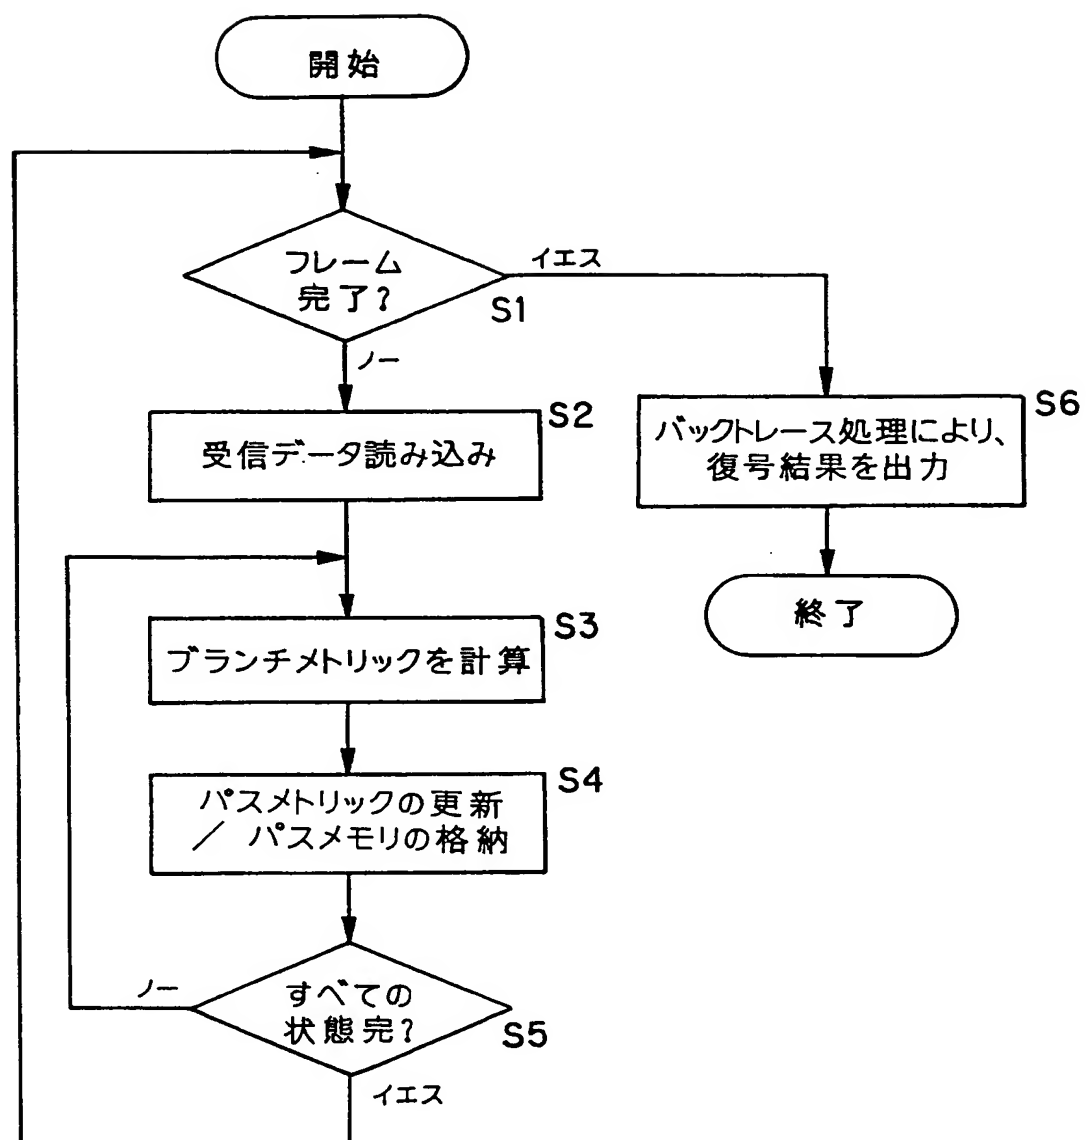 開始
フレーム
完了?
イエス
S1
ノー
S2
受信データ読み込み
S6
バックトレース処理により、
復号結果を出力
終了
S3
ブランチメトリックを計算
S4
パスメトリックの更新
/ パスメモリの格納
ノー
すべての
状態完?
S5
イエス